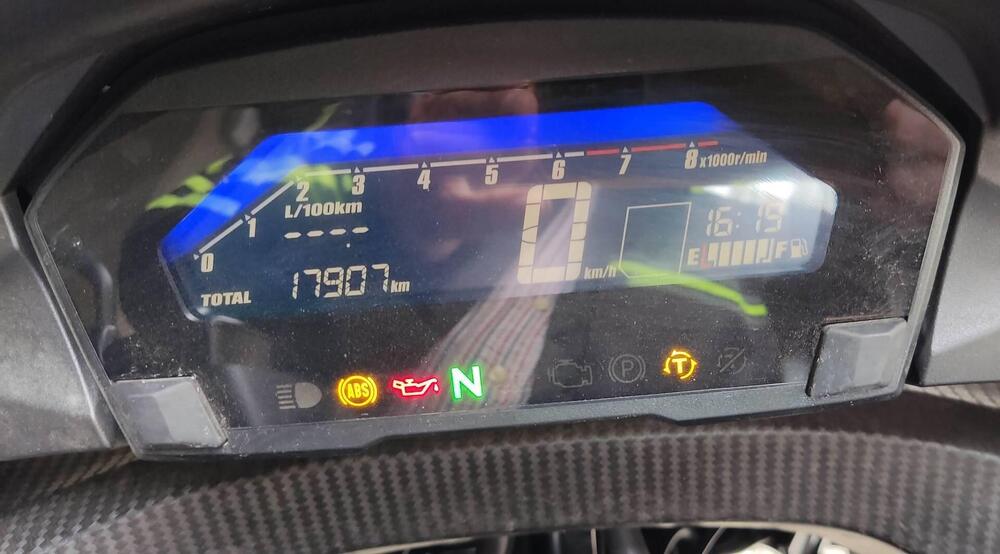 0 1 2 3 4 5 6 7 8 x1000r/min
L/100km
----
TOTAL 17907 km
0 km/h
16:19
E F
ABS N P T